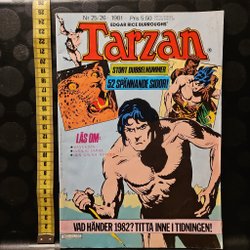 Nr 25/26 1981 Pris 5.50
EDGAR RICE BURROUGHS'
Tarzan
STORT DUBBELNUMMER
52 SPÄNNANDE SIDOR!
LÄS OM:
VAD HÄNDER 1982? TITTA INNE I TIDNINGEN!